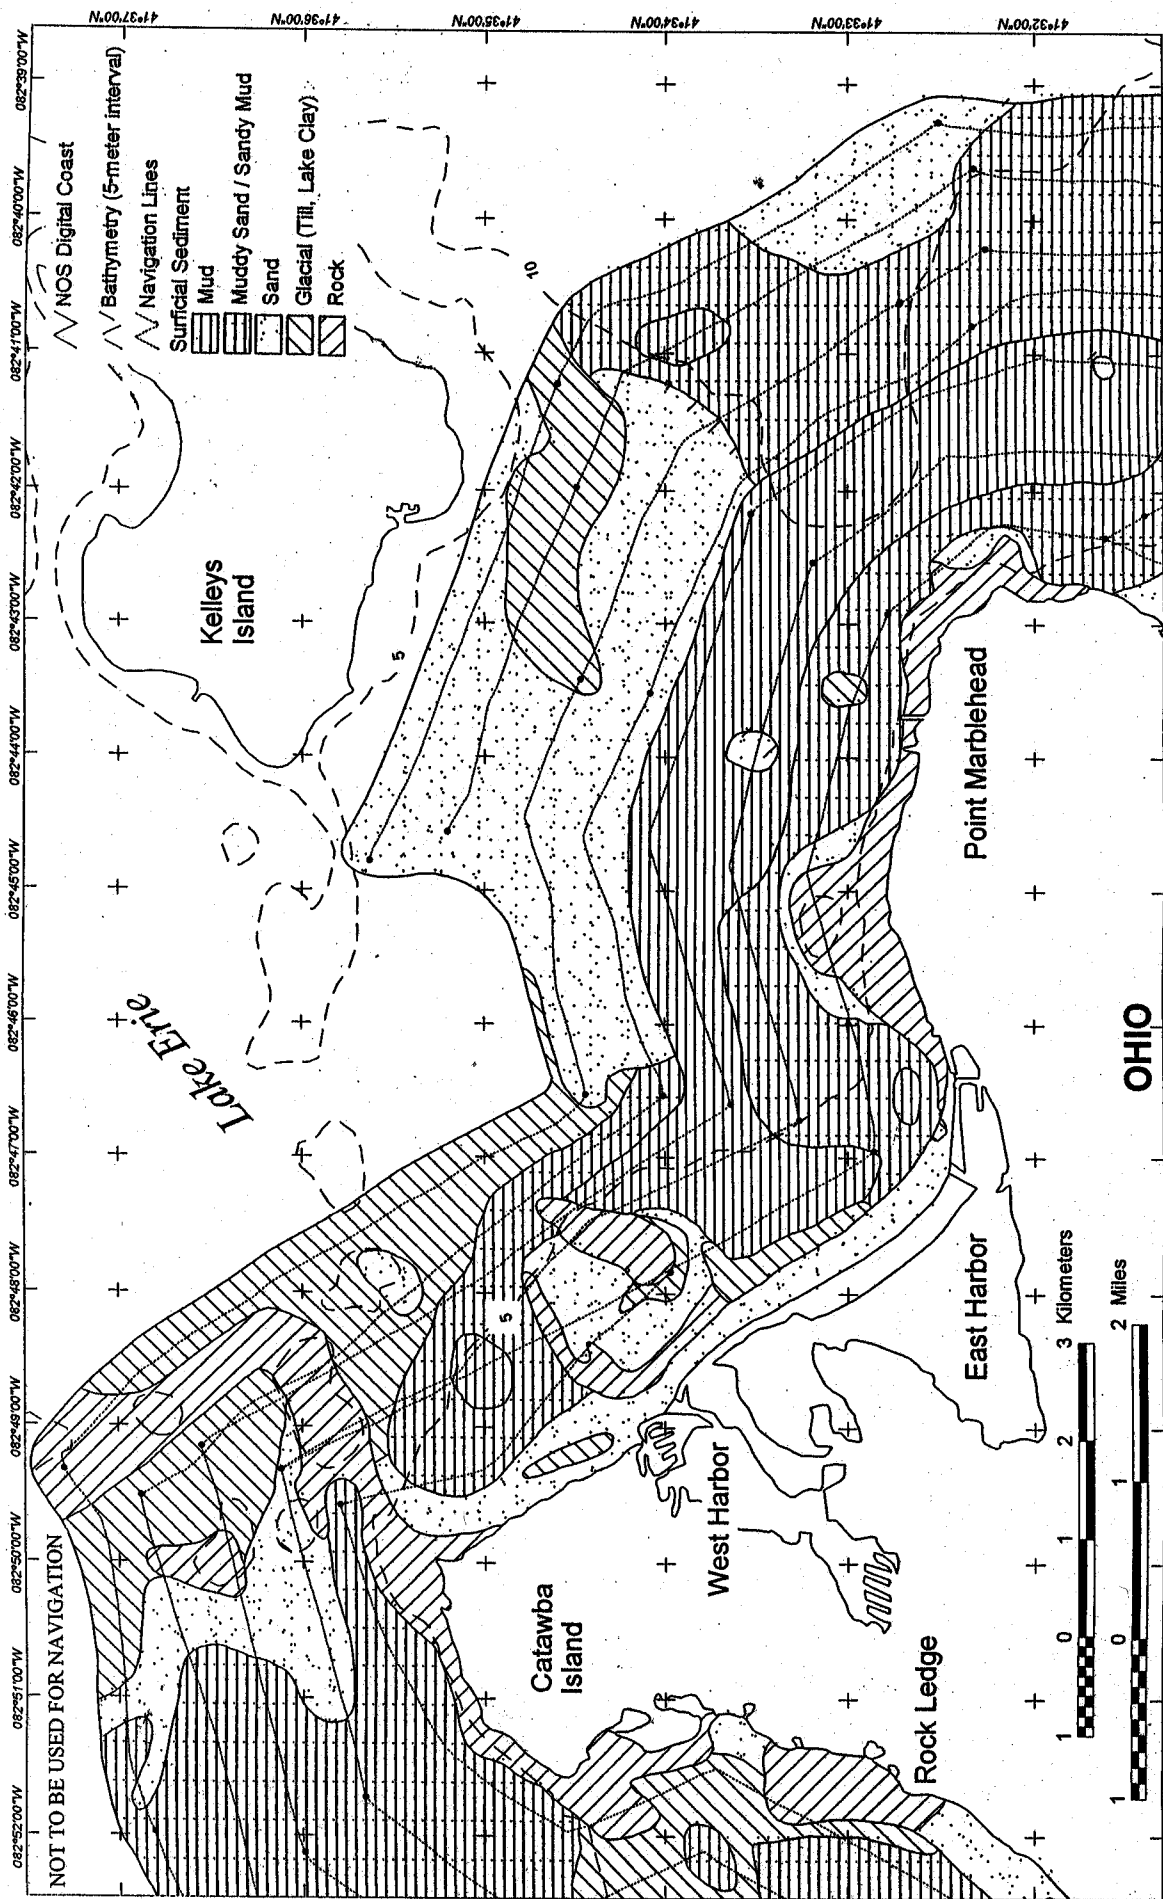 082°52'00"W
082°51'00"W
082°50'00"W
082°49'00"W
082°48'00"W
082°47'00"W
082°46'00"W
082°45'00"W
082°44'00"W
082°43'00"W
082°42'00"W
082°41'00"W
082°40'00"W
082°39'00"W
NOT TO BE USED FOR NAVIGATION
41°37'00"N
41°36'00"N
41°35'00"N
41°34'00"N
41°33'00"N
41°32'00"N
NOS Digital Coast
Bathymetry (5-meter interval)
Navigation Lines
Surficial Sediment
Mud
Muddy Sand / Sandy Mud
Sand
Glacial (Till, Lake Clay)
Rock
Lake Erie
Kelleys
Island
5
10
5
Catawba
Island
West Harbor
Rock Ledge
East Harbor
Point Marblehead
OHIO
1 0 1 2 3 Kilometers
1 0 1 2 Miles